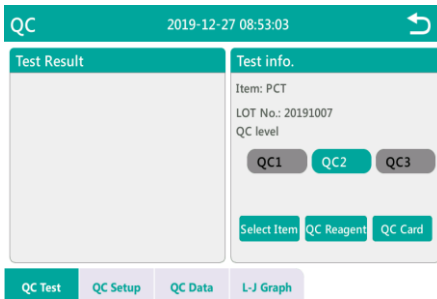 QC 2019-12-27 08:53:03
Test Result
Test info.
Item: PCT
LOT No.: 20191007
QC level
QC1 QC2 QC3
Select Item QC Reagent QC Card
QC Test QC Setup QC Data L-J Graph